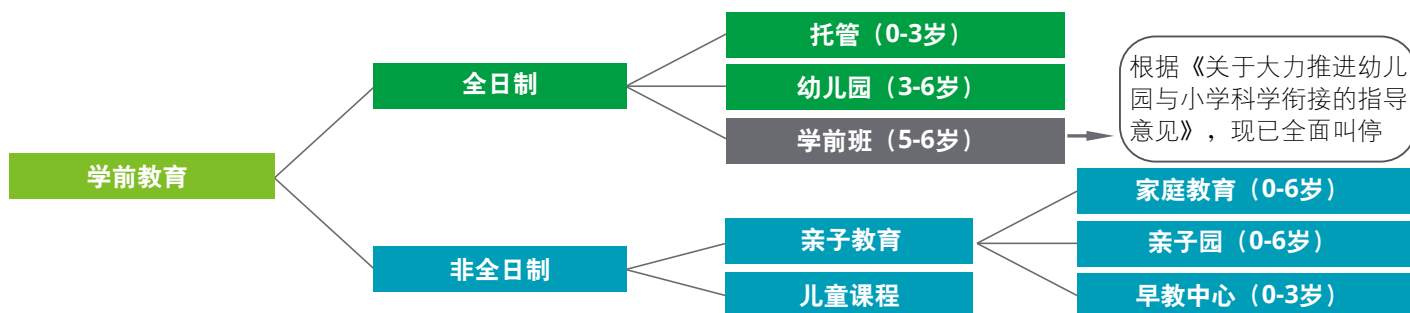 托管（0-3岁）
全日制
幼儿园（3-6岁）
学前班（5-6岁）
根据《关于大力推进幼儿
园与小学科学衔接的指导
意见》，现已全面叫停
学前教育
家庭教育（0-6岁）
亲子教育
亲子园（0-6岁）
非全日制
儿童课程
早教中心（0-3岁）